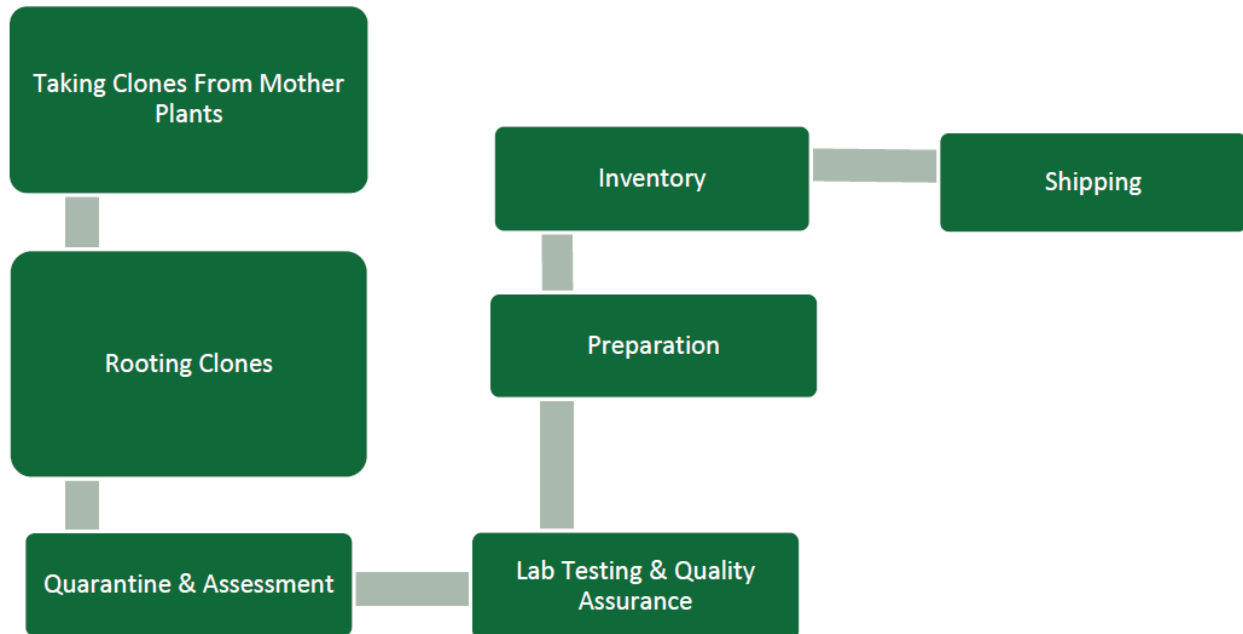 Taking Clones From Mother
Plants
Rooting Clones
Quarantine & Assessment
Lab Testing & Quality
Assurance
Preparation
Inventory
Shipping